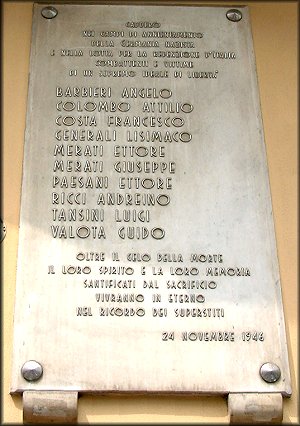 CADDERO
NEI CAMPI DI ANNIENTAMENTO
DELLA GERMANIA NAZISTA
E NELLA LOTTA PER LA REDENZIONE D'ITALIA
COMBATTENTI E VITTIME
DI UN SUPREMO IDEALE DI LIBERTA'
BARBIERI ANGELO
COLOMBO ATTILIO
COSTA FRANCESCO
GENERALI LISIMACO
MERATI ETTORE
MERATI GIUSEPPE
PAESANI ETTORE
RICCI ANDREINO
TANSINI LUIGI
VALOTA GUIDO
OLTRE IL GELO DELLA MORTE
IL LORO SPIRITO E LA LORO MEMORIA
SANTIFICATI DAL SACRIFICIO
VIVRANNO IN ETERNO
NEL RICORDO DEI SUPERSTITI
24 NOVEMBRE 1946